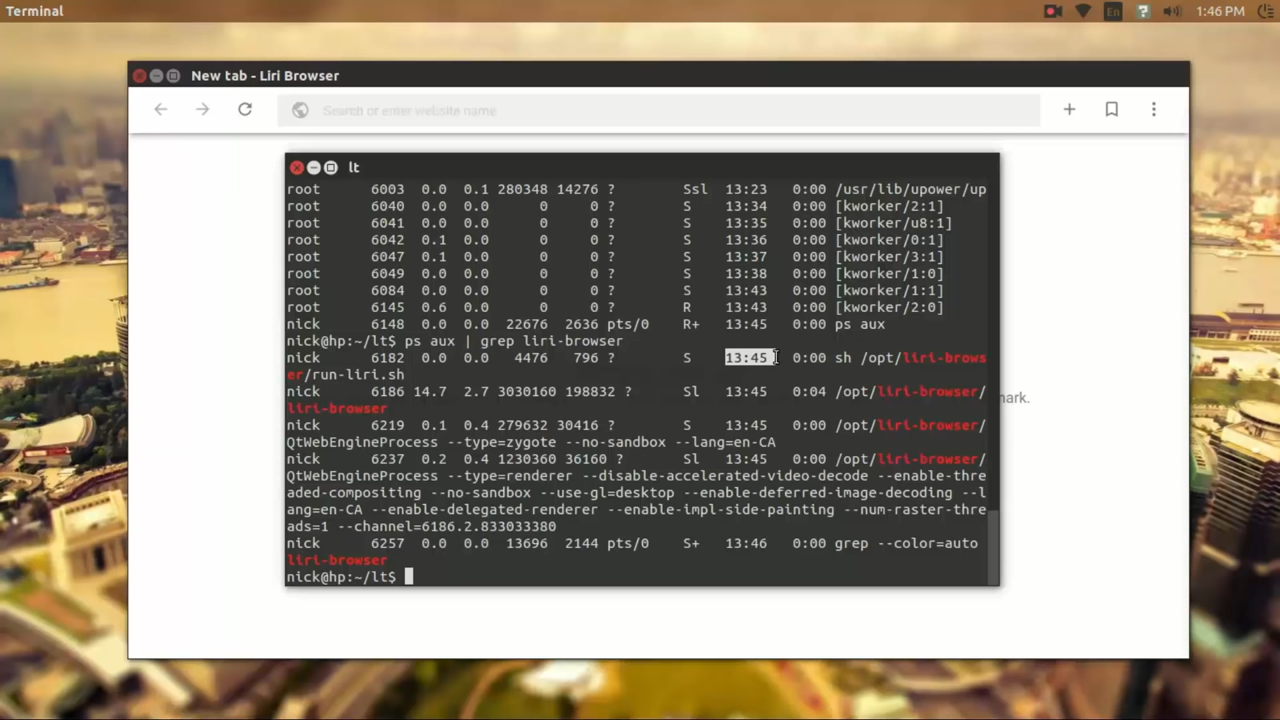 Terminal
En
?
1:46 PM
New tab - Liri Browser
Search or enter website name
lt
root 6003 0.0 0.1 280348 14276 ? Ssl 13:23 0:00 /usr/lib/upower/up
root 6040 0.0 0.0 0 0 ? S 13:34 0:00 [kworker/2:1]
root 6041 0.0 0.0 0 0 ? S 13:35 0:00 [kworker/u8:1]
root 6042 0.1 0.0 0 0 ? S 13:36 0:00 [kworker/0:1]
root 6047 0.1 0.0 0 0 ? S 13:37 0:00 [kworker/3:1]
root 6049 0.0 0.0 0 0 ? S 13:38 0:00 [kworker/1:0]
root 6084 0.0 0.0 0 0 ? S 13:43 0:00 [kworker/1:1]
root 6145 0.6 0.0 0 0 ? R 13:43 0:00 [kworker/2:0]
nick 6148 0.0 0.0 22676 2636 pts/0 R+ 13:45 0:00 ps aux
nick@hp:~/lt$ ps aux | grep liri-browser
nick 6182 0.0 0.0 4476 796 ? S 13:45 0:00 sh /opt/liri-brows
er/run-liri.sh
nick 6186 14.7 2.7 3030160 198832 ? Sl 13:45 0:04 /opt/liri-browser/
liri-browser
nick 6219 0.1 0.4 279632 30416 ? S 13:45 0:00 /opt/liri-browser/
QtWebEngineProcess --type=zygote --no-sandbox --lang=en-CA
nick 6237 0.2 0.4 1230360 36160 ? Sl 13:45 0:00 /opt/liri-browser/
QtWebEngineProcess --type=renderer --disable-accelerated-video-decode --enable-thre
aded-compositing --no-sandbox --use-gl=desktop --enable-deferred-image-decoding --l
ang=en-CA --enable-delegated-renderer --enable-impl-side-painting --num-raster-thre
ads=1 --channel=6186.2.833033380
nick 6257 0.0 0.0 13696 2144 pts/0 S+ 13:46 0:00 grep --color=auto
liri-browser
nick@hp:~/lt$
mark.